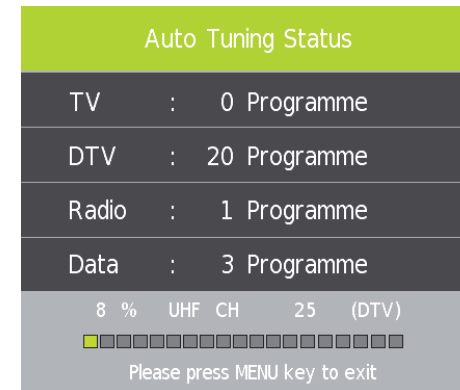 Auto Tuning Status
TV : 0 Programme
DTV : 20 Programme
Radio : 1 Programme
Data : 3 Programme
8 % UHF CH 25 (DTV)
Please press MENU key to exit